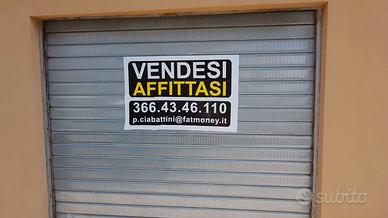 VENDESI
AFFITTASI
366.43.46.110
p.ciabattini@fatmoney.it
subito